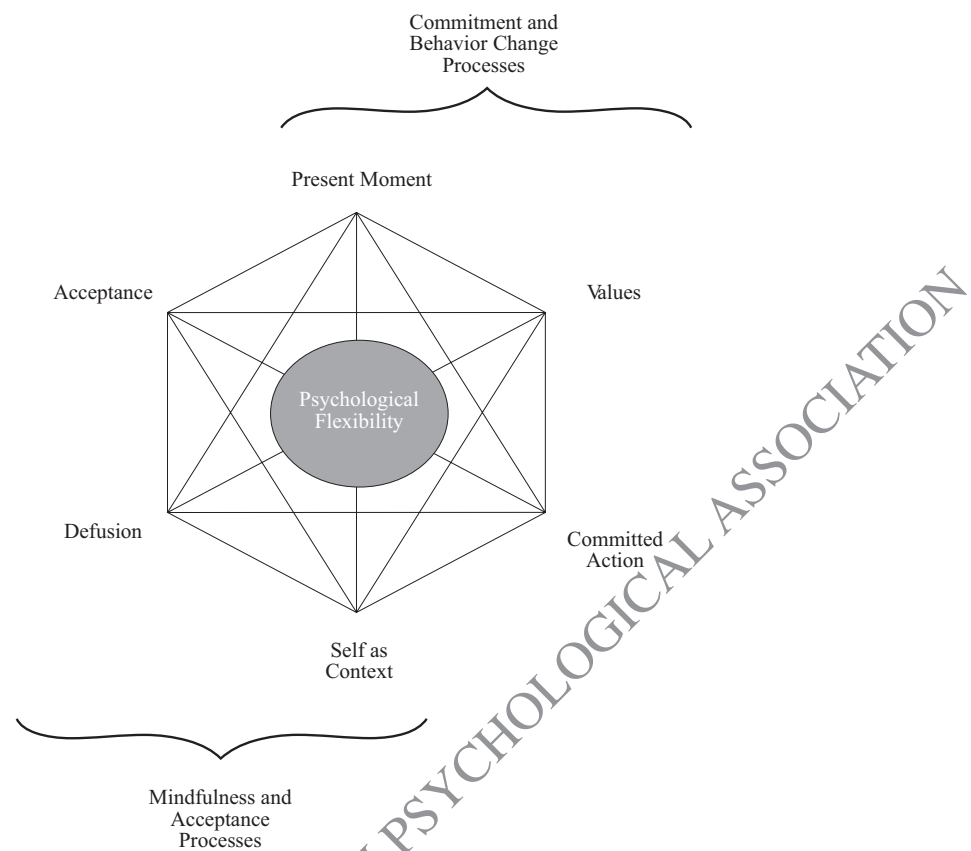 Commitment and
Behavior Change
Processes
Present Moment
Acceptance
Values
Psychological
Flexibility
Defusion
Committed
Action
Self as
Context
Mindfulness and
Acceptance
Processes
PSYCHOLOGICAL ASSOCIATION